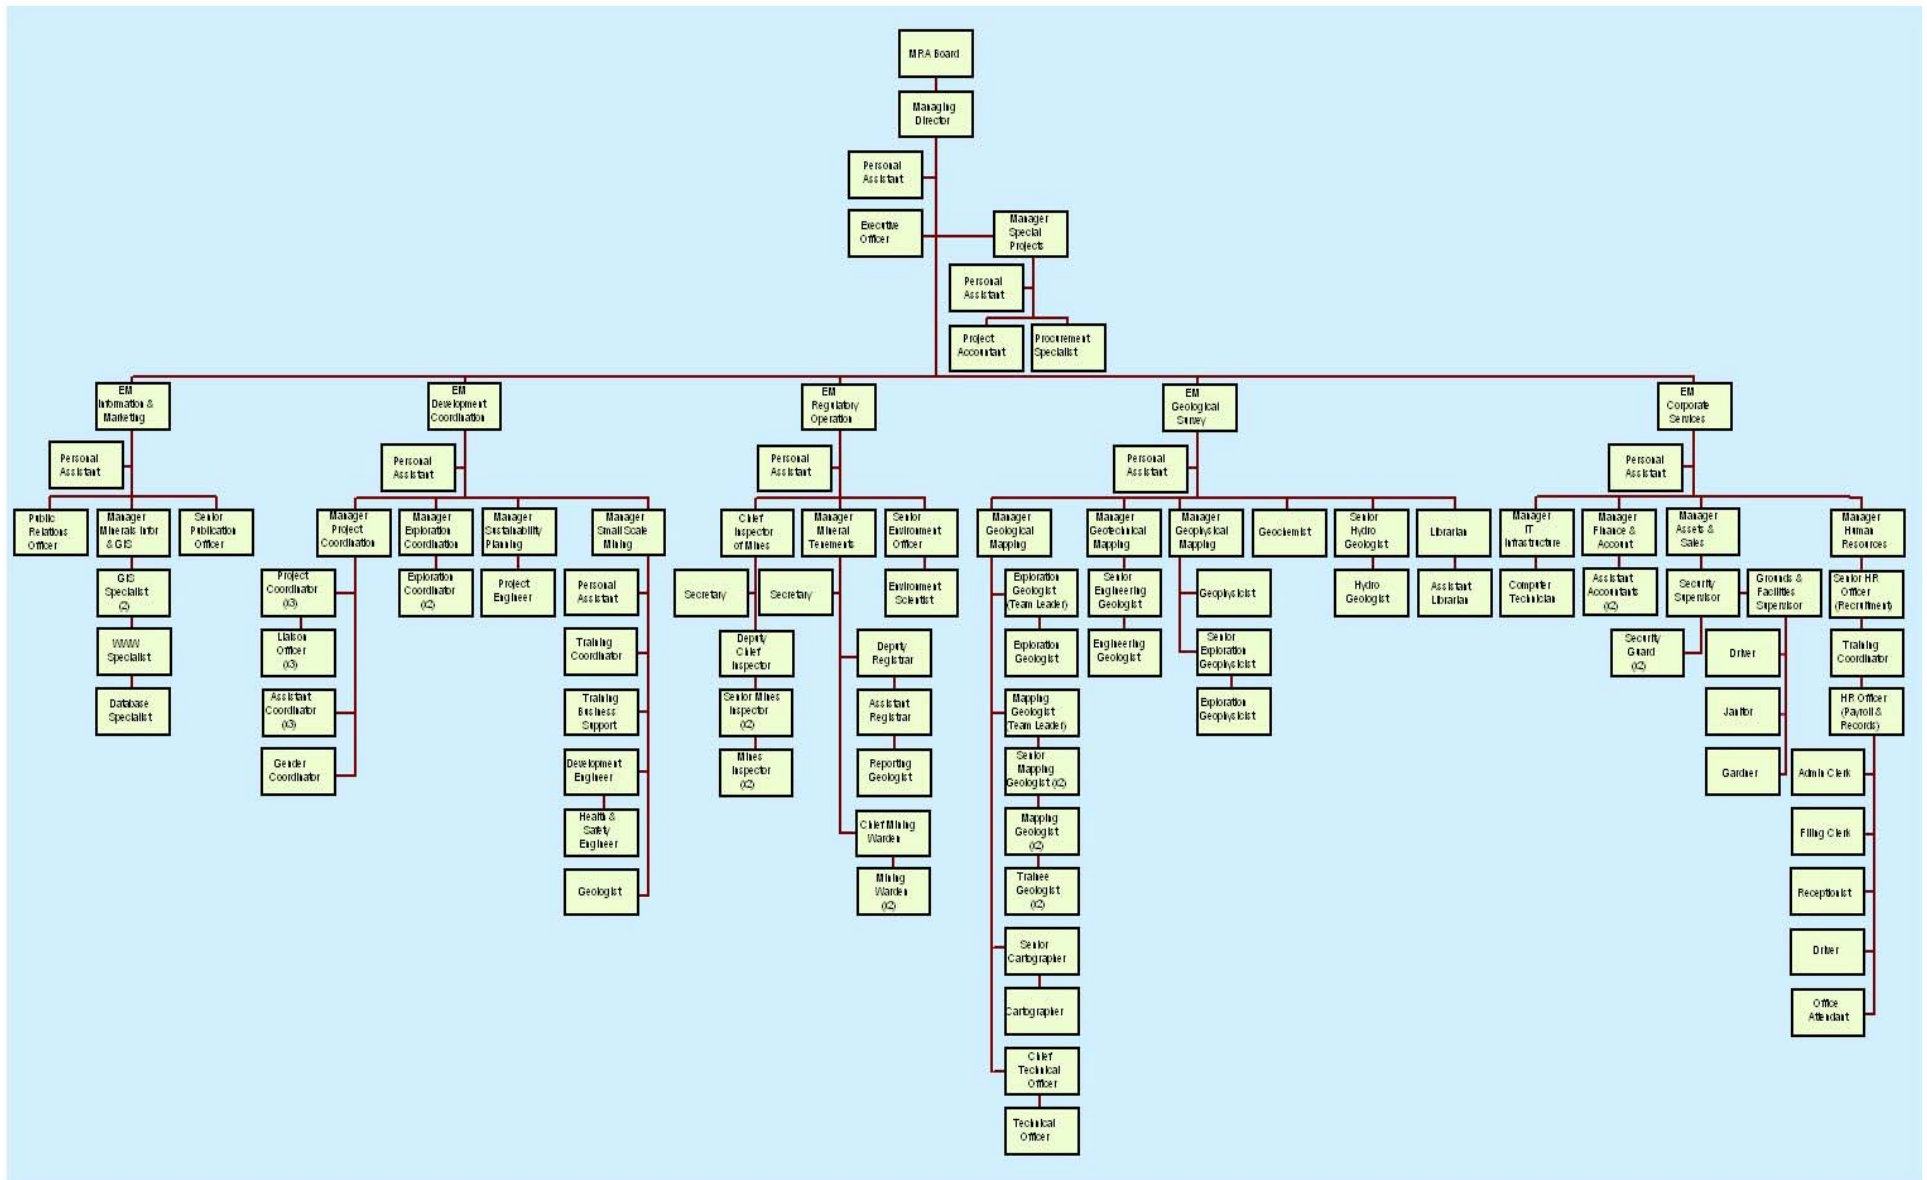 MRA Board
Managing
Director
Personal
Assistant
Executive
Officer
Manager
Special
Projects
Personal
Assistant
Project
Accountant
Procurement
Specialist
EM
Information &
Marketing
EM
Development
Coordination
EM
Regulatory
Operation
EM
Geological
Survey
EM
Corporate
Services
Personal
Assistant
Personal
Assistant
Personal
Assistant
Personal
Assistant
Personal
Assistant
Public
Relations
Officer
Manager
Minerals Infor
& GIS
Senior
Publication
Officer
Manager
Project
Coordination
Manager
Exploration
Coordination
Manager
Sustainability
Planning
Manager
Small Scale
Mining
Chief
Inspector
of Mines
Manager
Mineral
Tenements
Senior
Environment
Officer
Manager
Geological
Mapping
Manager
Geotechnical
Mapping
Manager
Geophysical
Mapping
Geochemist
Senior
Hydro
Geologist
Librarian
Manager
IT
Infrastructure
Manager
Finance &
Account
Manager
Assets &
Sales
Manager
Human
Resources
GIS
Specialist
(2)
WWW
Specialist
Database
Specialist
Project
Coordinator
(x3)
Liaison
Officer
(x3)
Assistant
Coordinator
(x3)
Gender
Coordinator
Exploration
Coordinator
(x2)
Project
Engineer
Personal
Assistant
Training
Coordinator
Training
Business
Support
Development
Engineer
Health &
Safety
Engineer
Geologist
Secretary
Deputy
Chief
Inspector
Senior Mines
Inspector
(x2)
Mines
Inspector
(x2)
Secretary
Deputy
Registrar
Assistant
Registrar
Reporting
Geologist
Chief Mining
Warden
Mining
Warden
(x2)
Environment
Scientist
Exploration
Geologist
(Team Leader)
Exploration
Geologist
Mapping
Geologist
(Team Leader)
Senior
Mapping
Geologist (x2)
Mapping
Geologist
(x2)
Trainee
Geologist
(x2)
Senior
Cartographer
Cartographer
Chief
Technical
Officer
Technical
Officer
Senior
Engineering
Geologist
Engineering
Geologist
Geophysicist
Senior
Exploration
Geophysicist
Exploration
Geophysicist
Hydro
Geologist
Assistant
Librarian
Computer
Technician
Assistant
Accountants
(x2)
Security
Supervisor
Security
Guard
(x2)
Grounds &
Facilities
Supervisor
Driver
Janitor
Gardner
Senior HR
Officer
(Recruitment)
Training
Coordinator
HR Officer
(Payroll &
Records)
Admin Clerk
Filing Clerk
Receptionist
Driver
Office
Attendant